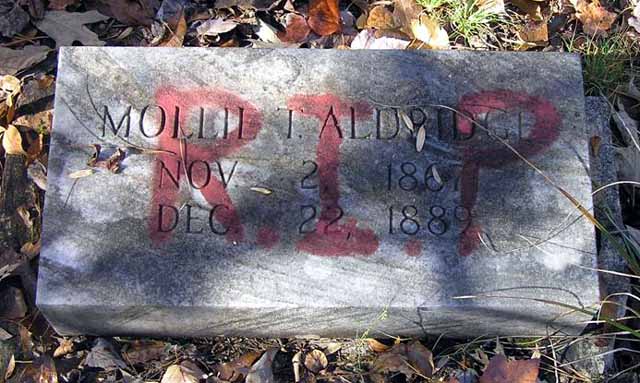 MOLLIE T. ALDRIDGE
NOV. 2, 1867
DEC. 22, 1889
R.I.P